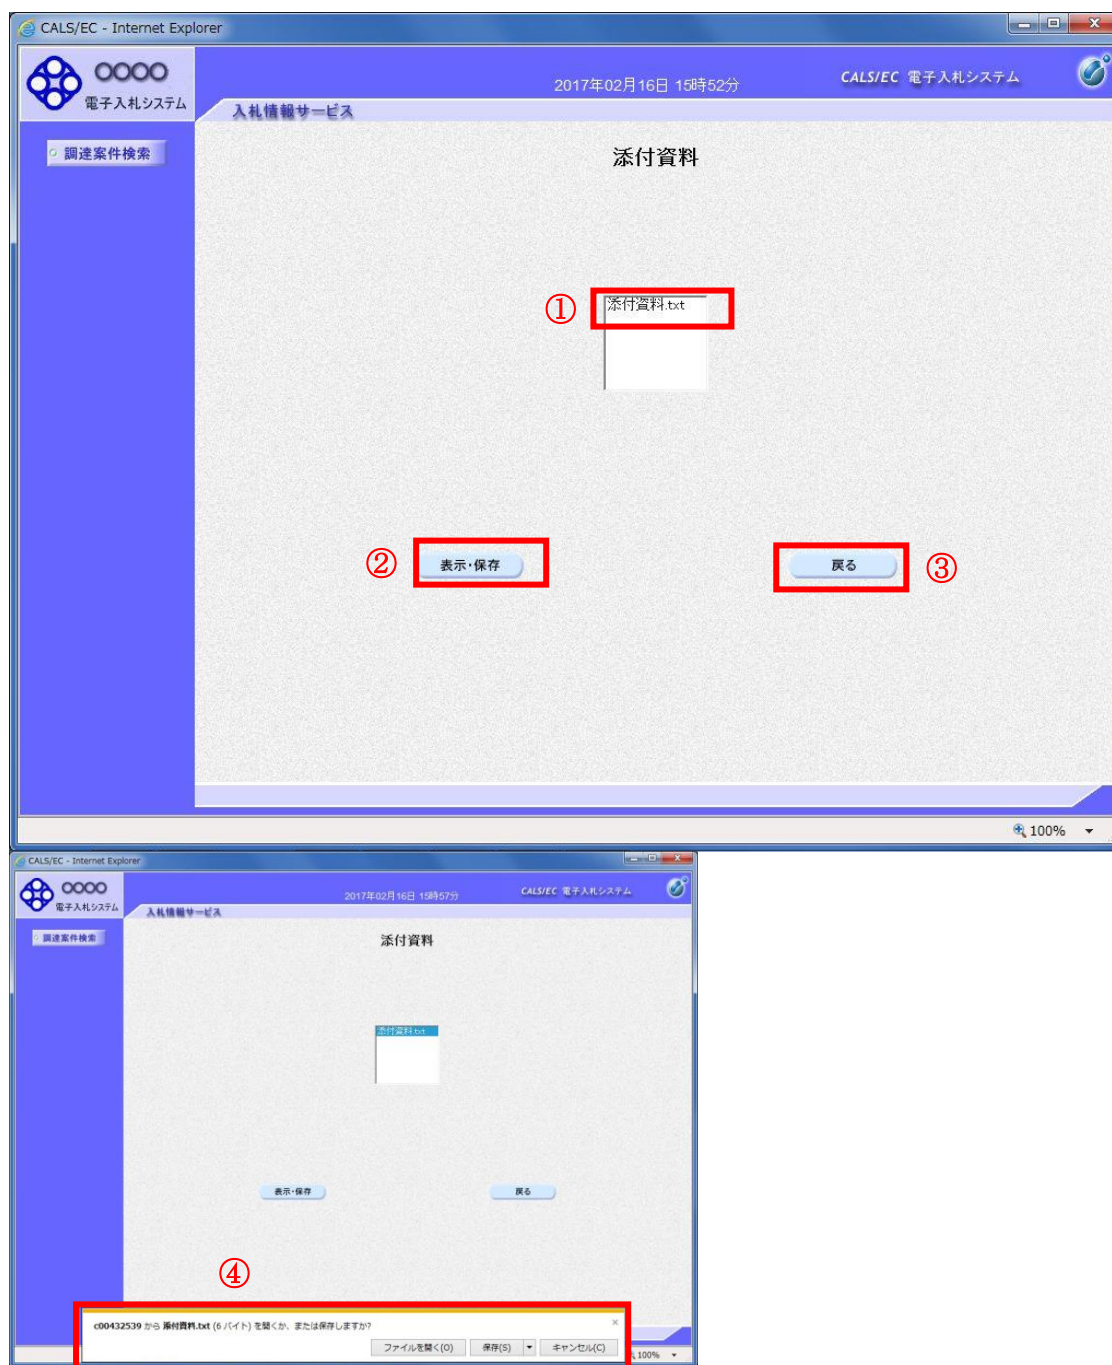 CALS/EC - Internet Explorer
○○○○
電子入札システム
2017年02月16日 15時52分
CALS/EC 電子入札システム
入札情報サービス
調達案件検索
添付資料
①
添付資料.txt
②
表示・保存
戻る
③
100%
CALS/EC - Internet Explorer
○○○○
電子入札システム
2017年02月16日 15時57分
CALS/EC 電子入札システム
入札情報サービス
調達案件検索
添付資料
添付資料.txt
表示・保存
戻る
④
c00432539 から 添付資料.txt (6 バイト) を開くか、または保存しますか?
×
ファイルを開く(O)
保存(S)
キャンセル(C)
100%